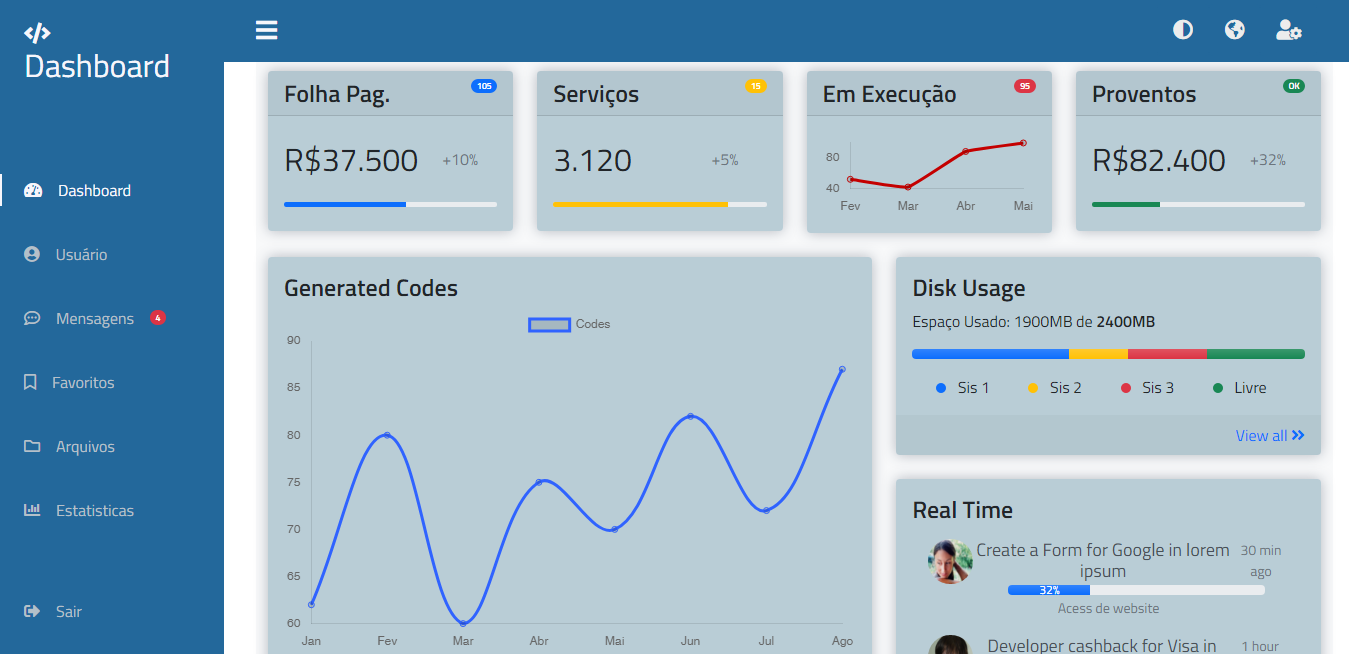 Dashboard
Dashboard
Usuário
Mensagens 4
Favoritos
Arquivos
Estatisticas
Sair
Folha Pag. 105
R$37.500 +10%
Serviços 15
3.120 +5%
Em Execução 95
80
40
Fev Mar Abr Mai
Proventos OK
R$82.400 +32%
Generated Codes
Codes
90
85
80
75
70
65
60
Jan Fev Mar Abr Mai Jun Jul Ago
Disk Usage
Espaço Usado: 1900MB de 2400MB
Sis 1 Sis 2 Sis 3 Livre
View all
Real Time
Create a Form for Google in lorem 30 min
ipsum ago
32%
Acess de website
Developer cashback for Visa in 1 hour